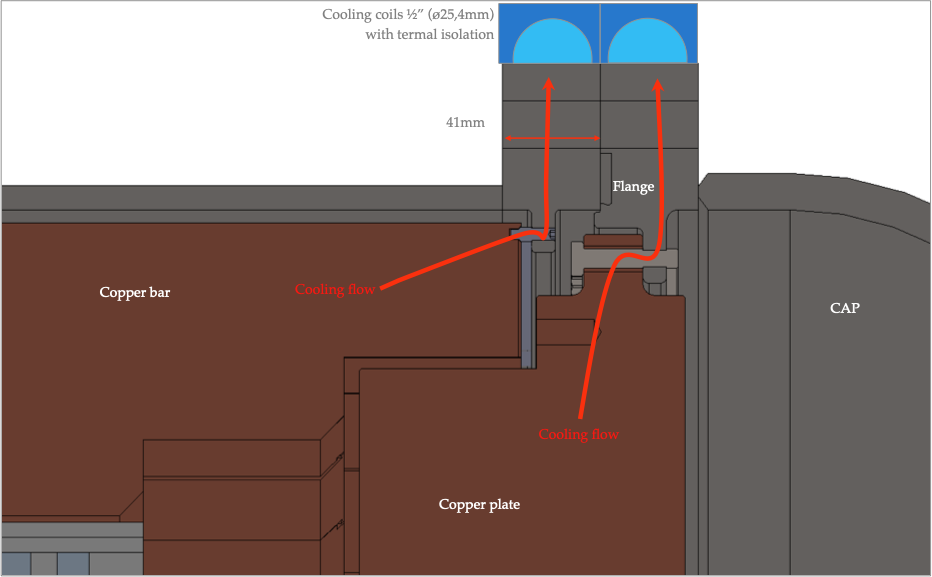 Cooling coils ½” (ø25,4mm)
with termal isolation
41mm
Flange
Cooling flow
Copper bar
CAP
Cooling flow
Copper plate